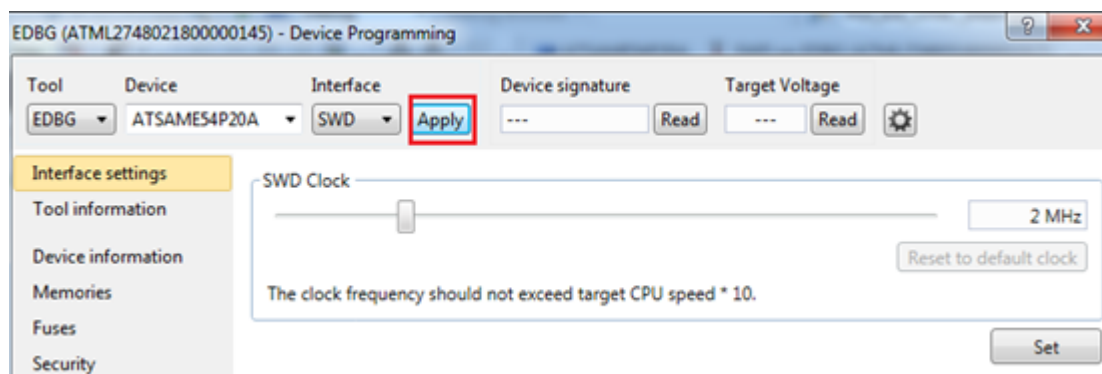 EDBG (ATML2748021800000145) - Device Programming
Tool Device Interface Device signature Target Voltage
EDBG ATSAME54P20A SWD Apply --- Read --- Read
Interface settings
Tool information
Device information
Memories
Fuses
Security
SWD Clock
2 MHz
Reset to default clock
The clock frequency should not exceed target CPU speed * 10.
Set